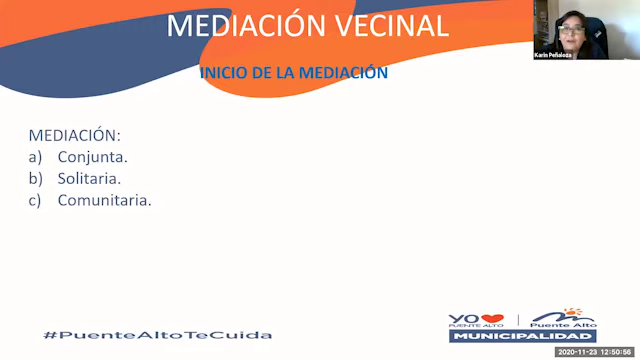 MEDIACIÓN VECINAL
INICIO DE LA MEDIACIÓN
Karin Peñaloza
MEDIACIÓN:
a) Conjunta.
b) Solitaria.
c) Comunitaria.
#PuenteAltoTeCuida
YO
PUENTE ALTO
Puente Alto
MUNICIPALIDAD
2020-11-23 12:50:56